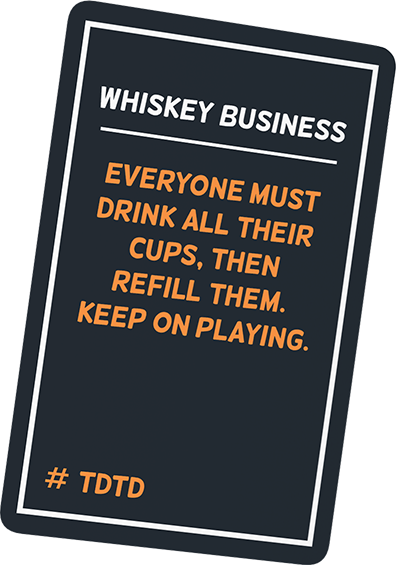 WHISKEY BUSINESS
EVERYONE MUST
DRINK ALL THEIR
CUPS, THEN
REFILL THEM.
KEEP ON PLAYING.
# TDTD